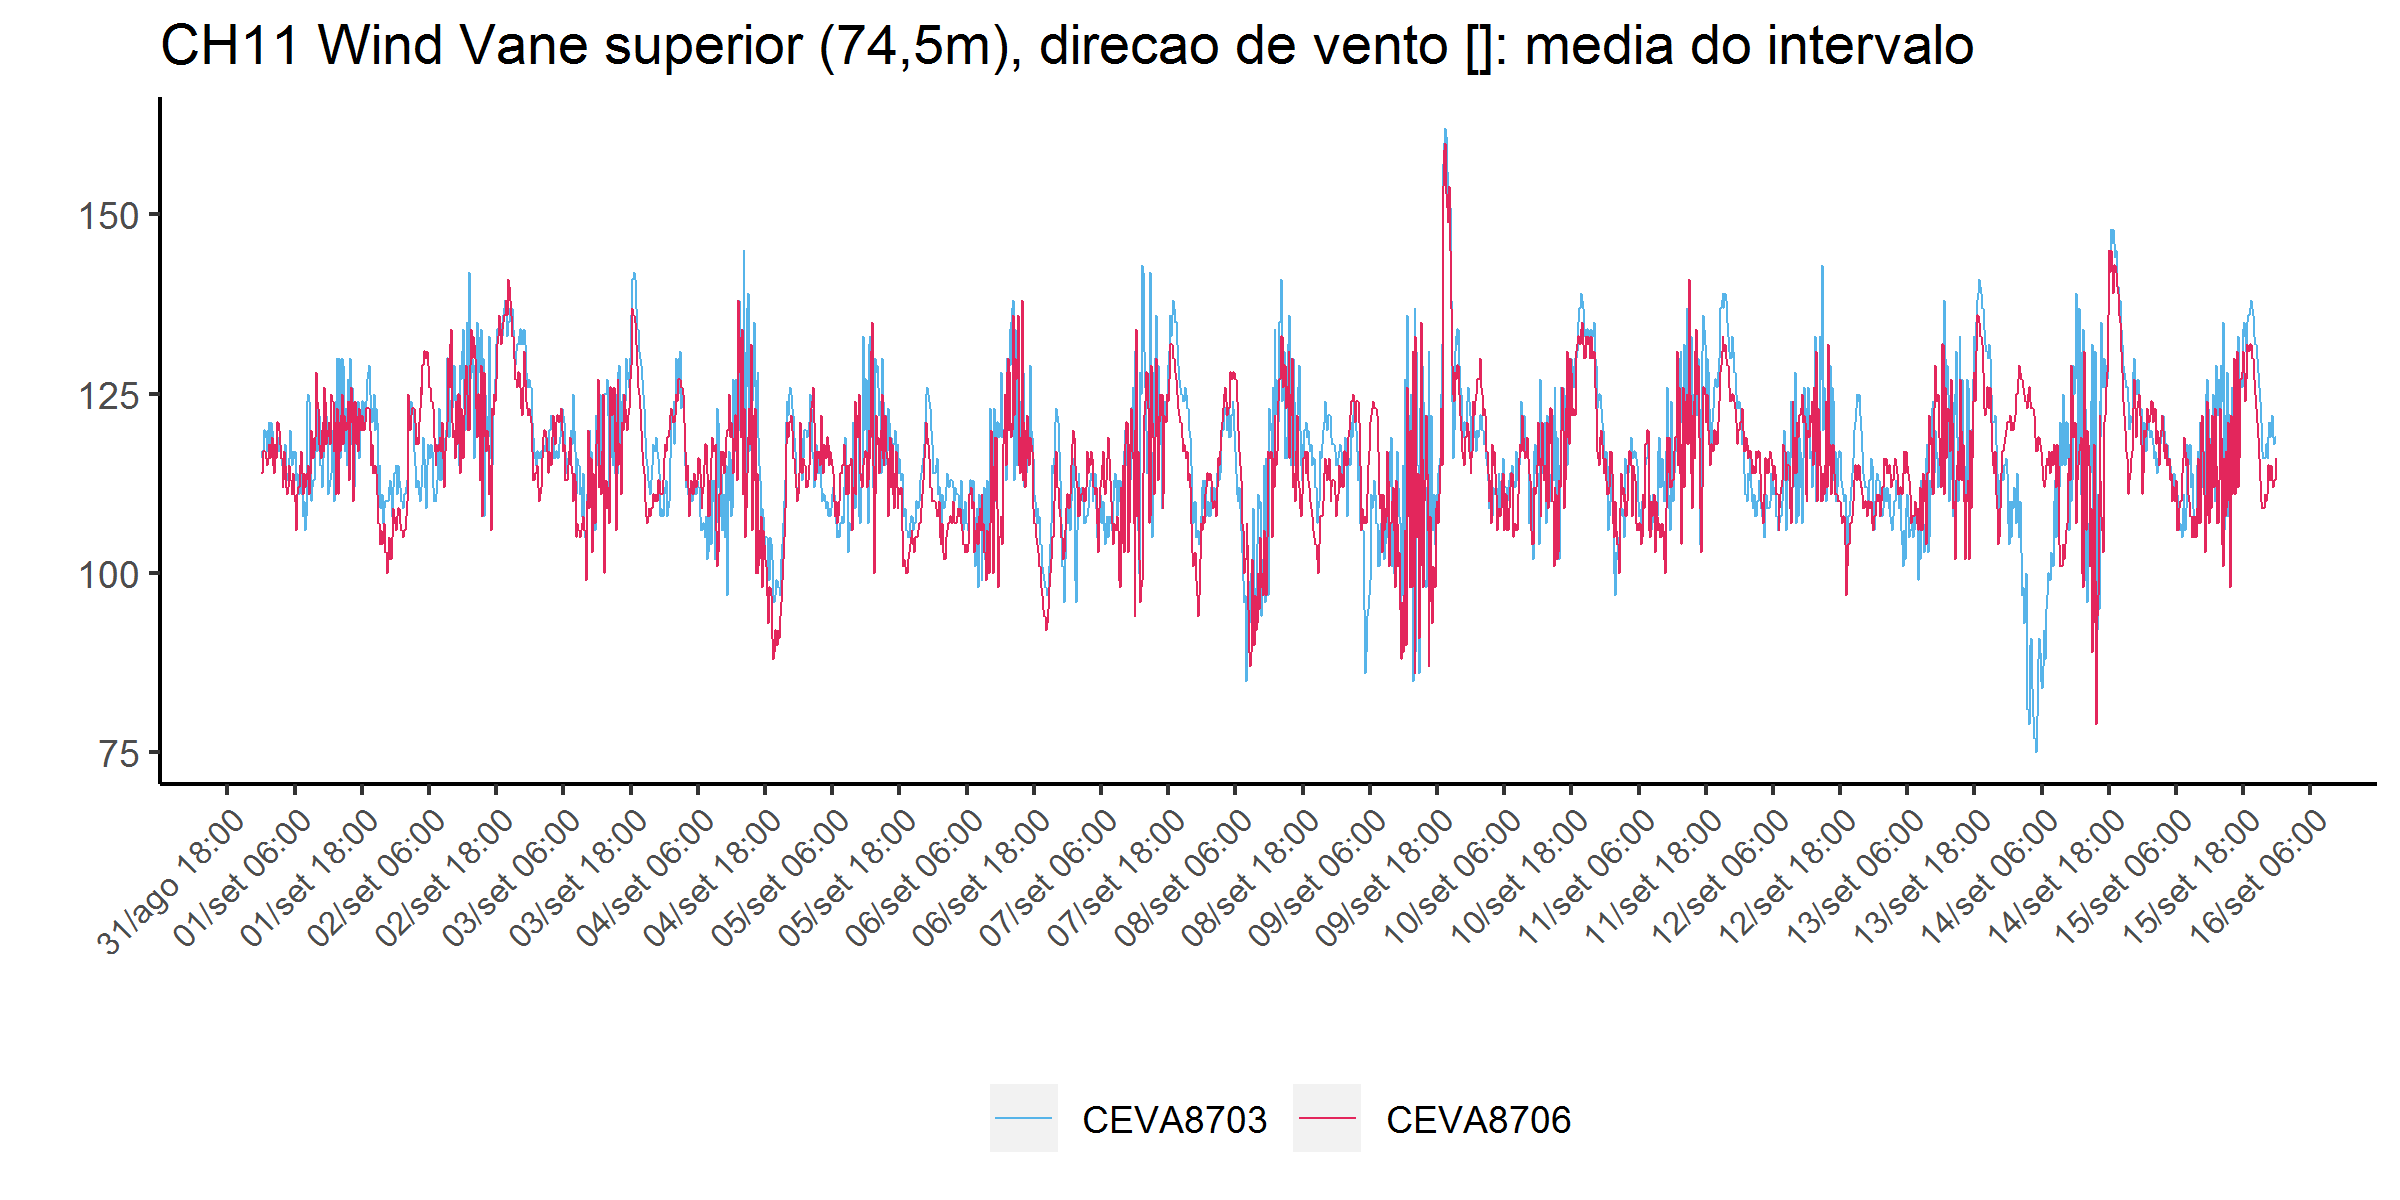 CH11 Wind Vane superior (74,5m), direcao de vento []: media do intervalo
150
125
100
75
31/ago 18:00
01/set 06:00
01/set 18:00
02/set 06:00
02/set 18:00
03/set 06:00
03/set 18:00
04/set 06:00
04/set 18:00
05/set 06:00
05/set 18:00
06/set 06:00
06/set 18:00
07/set 06:00
07/set 18:00
08/set 06:00
08/set 18:00
09/set 06:00
09/set 18:00
10/set 06:00
10/set 18:00
11/set 06:00
11/set 18:00
12/set 06:00
12/set 18:00
13/set 06:00
13/set 18:00
14/set 06:00
14/set 18:00
15/set 06:00
15/set 18:00
16/set 06:00
CEVA8703 CEVA8706